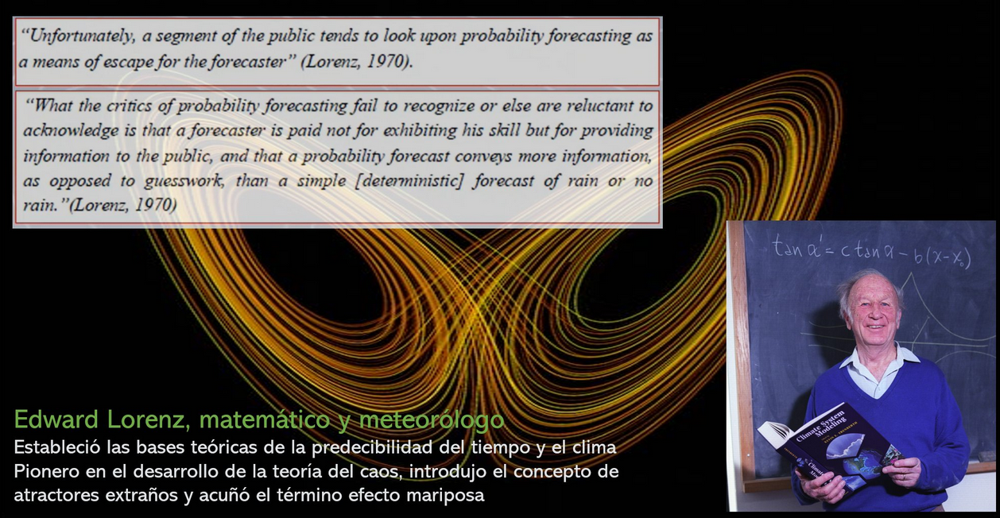 “Unfortunately, a segment of the public tends to look upon probability forecasting as
a means of escape for the forecaster” (Lorenz, 1970).
“What the critics of probability forecasting fail to recognize or else are reluctant to
acknowledge is that a forecaster is paid not for exhibiting his skill but for providing
information to the public, and that a probability forecast conveys more information,
as opposed to guesswork, than a simple [deterministic] forecast of rain or no
rain.”(Lorenz, 1970)
tan α' = c tan α – b(x-x₀)
Climate System
Modeling
Edward Lorenz, matemático y meteorólogo
Estableció las bases teóricas de la predecibilidad del tiempo y el clima
Pionero en el desarrollo de la teoría del caos, introdujo el concepto de
atractores extraños y acuñó el término efecto mariposa